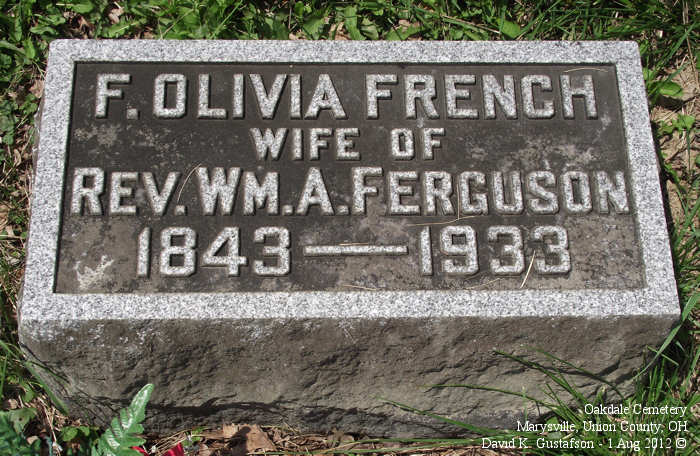 F. OLIVIA FRENCH
WIFE OF
REV. WM. A. FERGUSON
1843 — 1933
Oakdale Cemetery
Marysville, Union County, OH
David K. Gustafson - 1 Aug 2012 ©